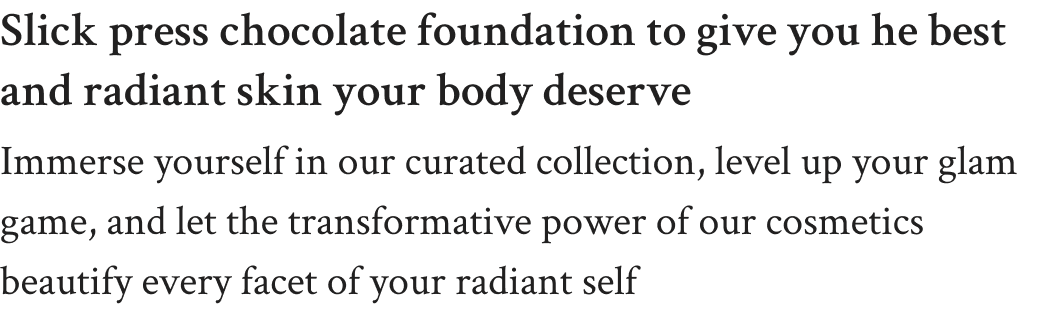 Slick press chocolate foundation to give you he best
and radiant skin your body deserve
Immerse yourself in our curated collection, level up your glam
game, and let the transformative power of our cosmetics
beautify every facet of your radiant self